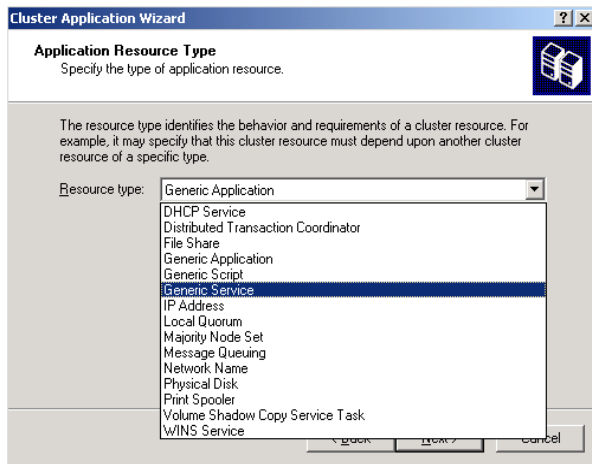 Cluster Application Wizard
Application Resource Type
Specify the type of application resource.
The resource type identifies the behavior and requirements of a cluster resource. For
example, it may specify that this cluster resource must depend upon another cluster
resource of a specific type.
Resource type: Generic Application
DHCP Service
Distributed Transaction Coordinator
File Share
Generic Application
Generic Script
Generic Service
IP Address
Local Quorum
Majority Node Set
Message Queuing
Network Name
Physical Disk
Print Spooler
Volume Shadow Copy Service Task
WINS Service
< Back Next > Cancel